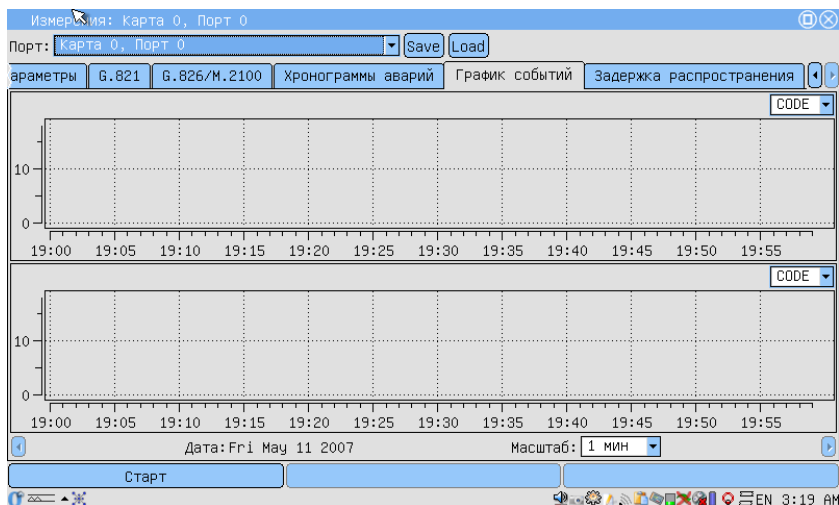 Измерения: Карта 0, Порт 0
Порт: Карта 0, Порт 0 Save Load
араметры G.821 G.826/M.2100 Хронограммы аварий График событий Задержка распространения
CODE
10
0
19:00 19:05 19:10 19:15 19:20 19:25 19:30 19:35 19:40 19:45 19:50 19:55
CODE
10
0
19:00 19:05 19:10 19:15 19:20 19:25 19:30 19:35 19:40 19:45 19:50 19:55
Дата:Fri May 11 2007 Масштаб: 1 мин
Старт
EN 3:19 AM